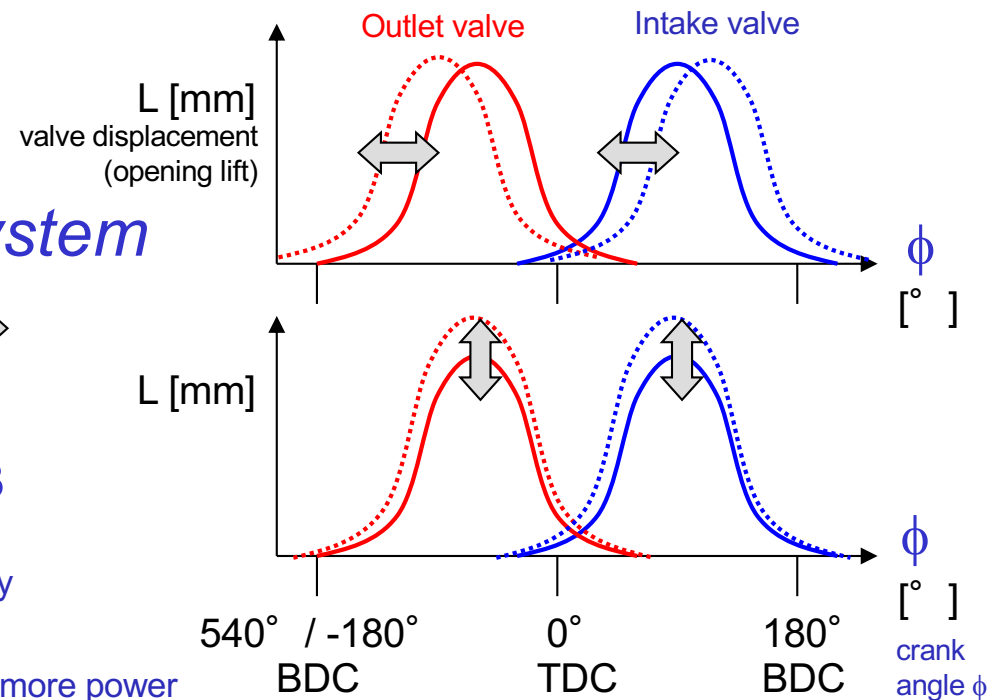 Outlet valve
Intake valve
L [mm]
valve displacement
(opening lift)
ystem
ϕ
[° ]
L [mm]
ϕ
[° ]
y
more power
540° / -180°
BDC
0°
TDC
180°
BDC
crank
angle ϕ